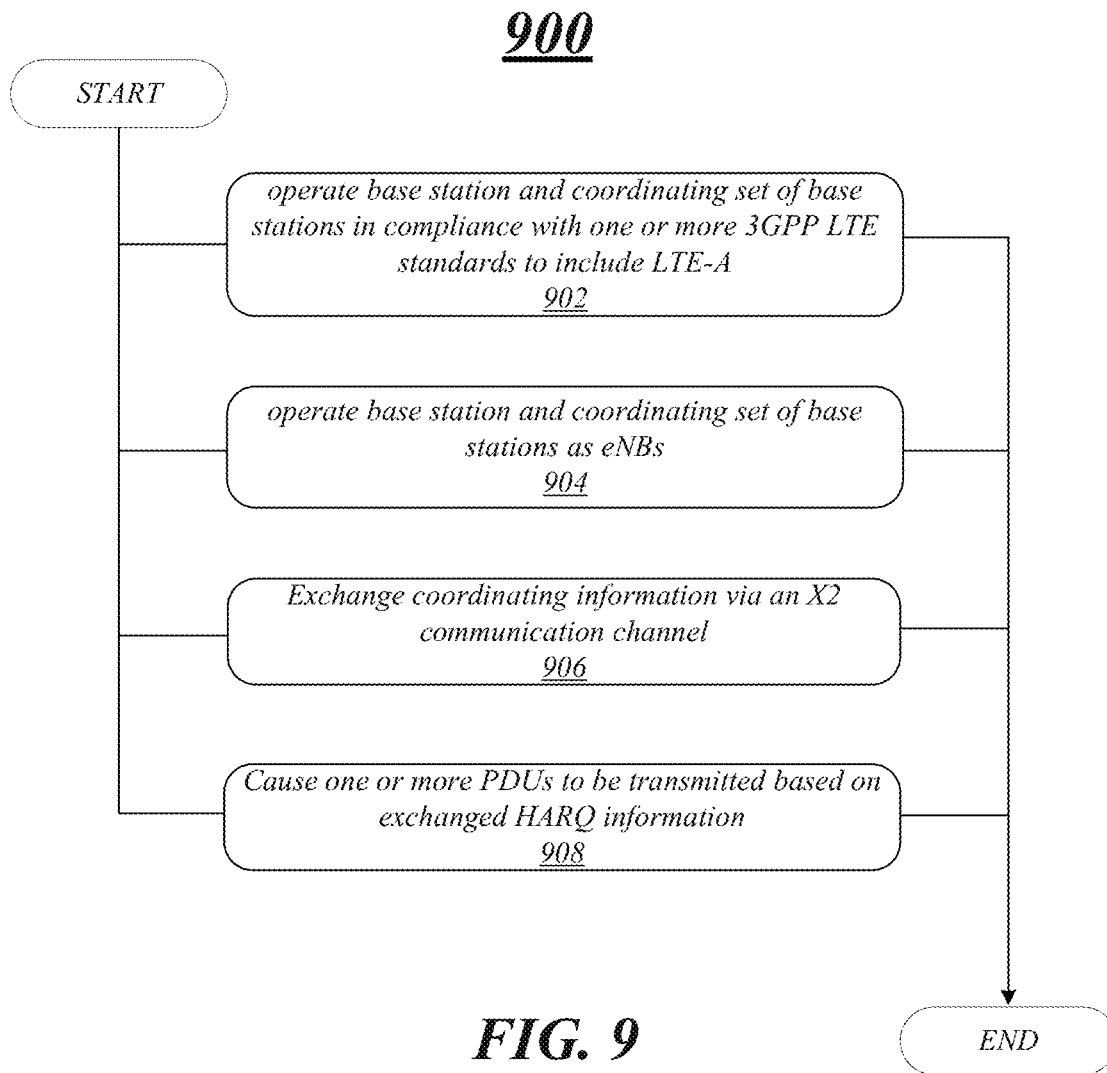 900
START
operate base station and coordinating set of base
stations in compliance with one or more 3GPP LTE
standards to include LTE-A
902
operate base station and coordinating set of base
stations as eNBs
904
Exchange coordinating information via an X2
communication channel
906
Cause one or more PDUs to be transmitted based on
exchanged HARQ information
908
FIG. 9
END